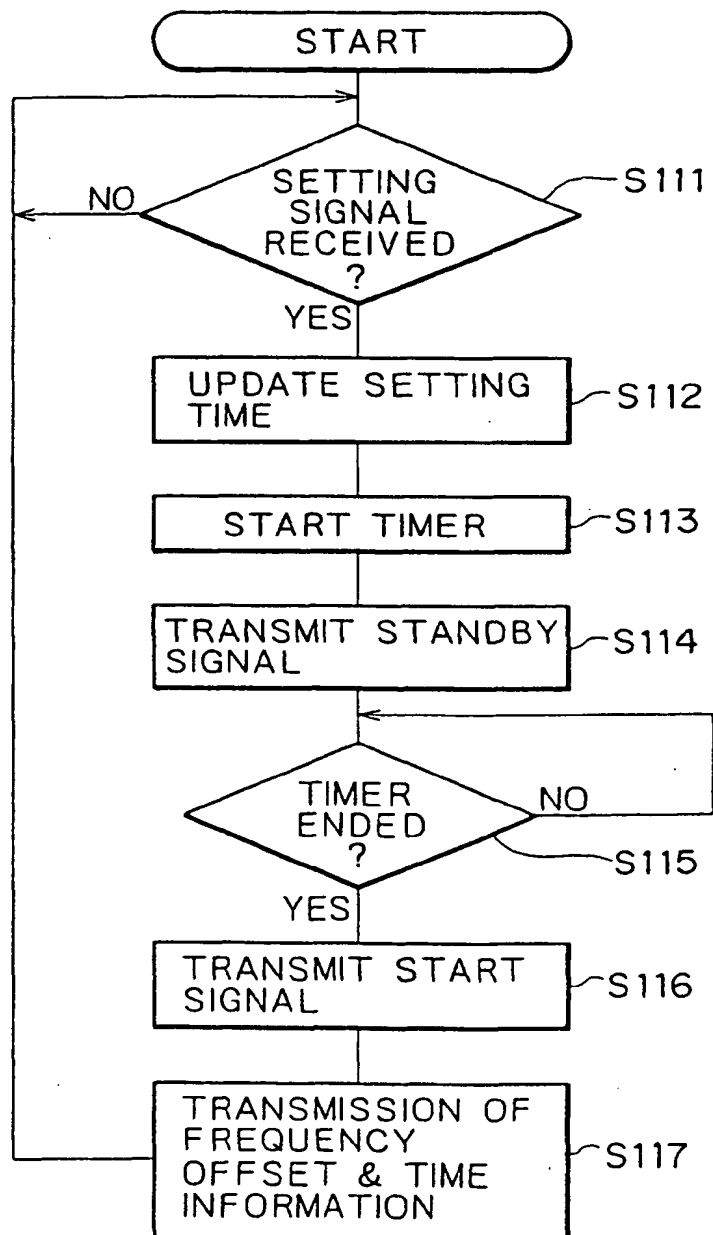 START
SETTING
SIGNAL
RECEIVED
?
S111
NO
YES
UPDATE SETTING
TIME
S112
START TIMER
S113
TRANSMIT STANDBY
SIGNAL
S114
TIMER
ENDED
?
NO
S115
YES
TRANSMIT START
SIGNAL
S116
TRANSMISSION OF
FREQUENCY
OFFSET & TIME
INFORMATION
S117